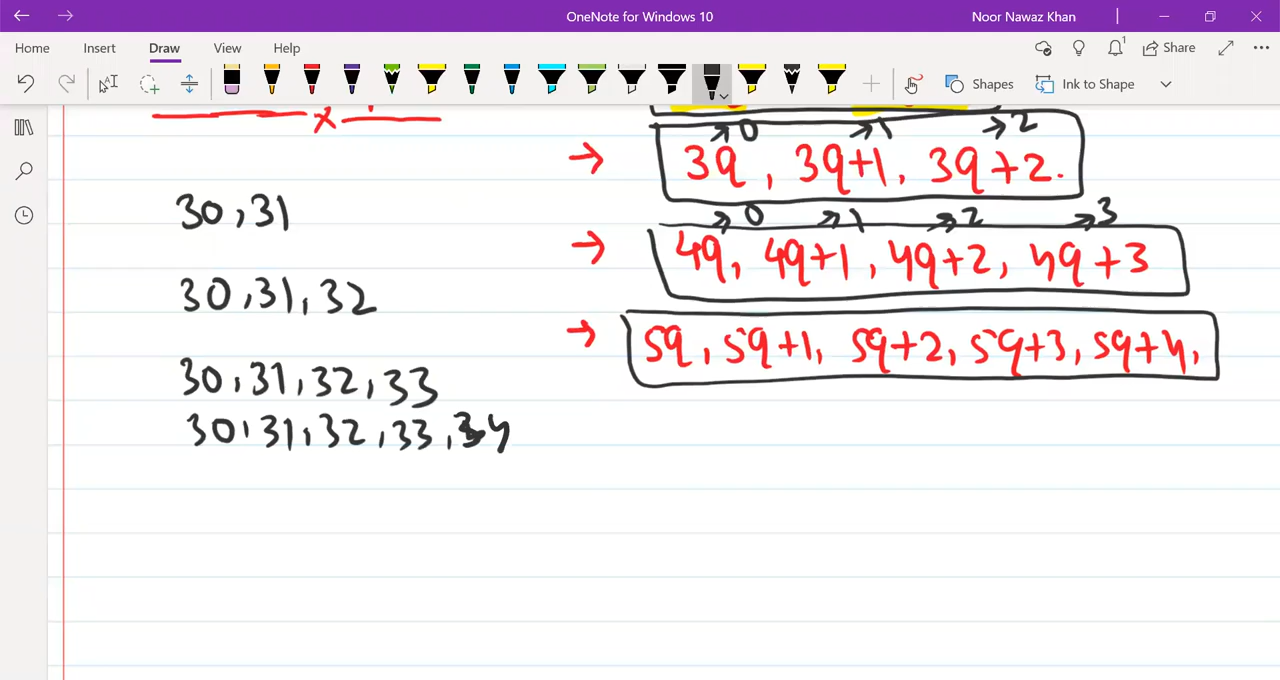 OneNote for Windows 10
Noor Nawaz Khan
Home Insert Draw View Help
1
Share
Shapes
Ink to Shape
x
→0 →1 →2
→ 3q, 3q+1, 3q+2.
30, 31
→0 →1 →2 →3
→ 4q, 4q+1, 4q+2, 4q+3
30, 31, 32
→ 5q, 5q+1, 5q+2, 5q+3, 5q+4,
30, 31, 32, 33
30, 31, 32, 33, 34